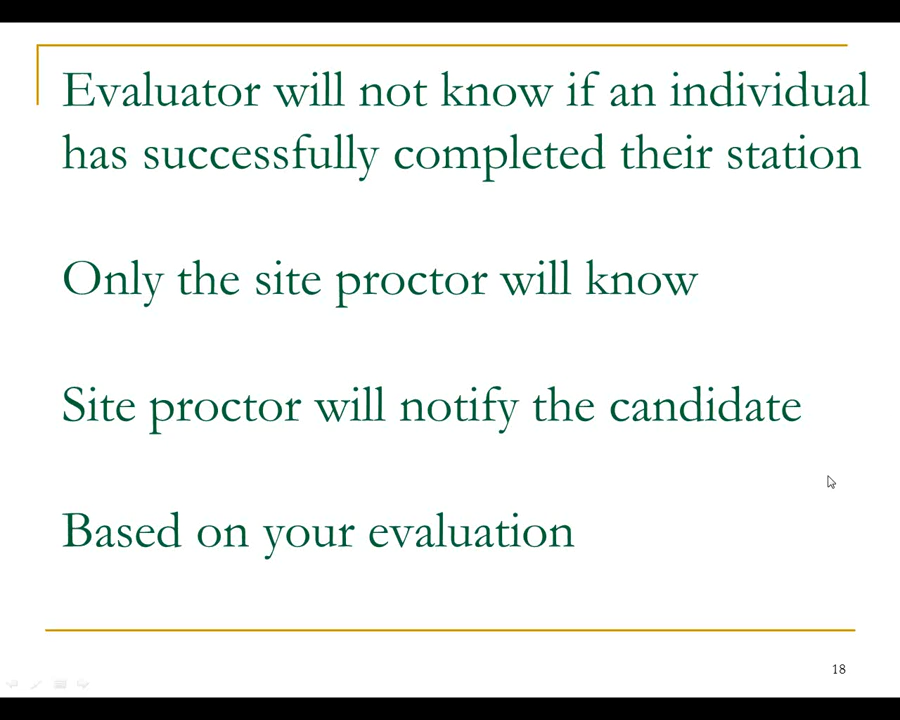 Evaluator will not know if an individual
has successfully completed their station
Only the site proctor will know
Site proctor will notify the candidate
Based on your evaluation
18